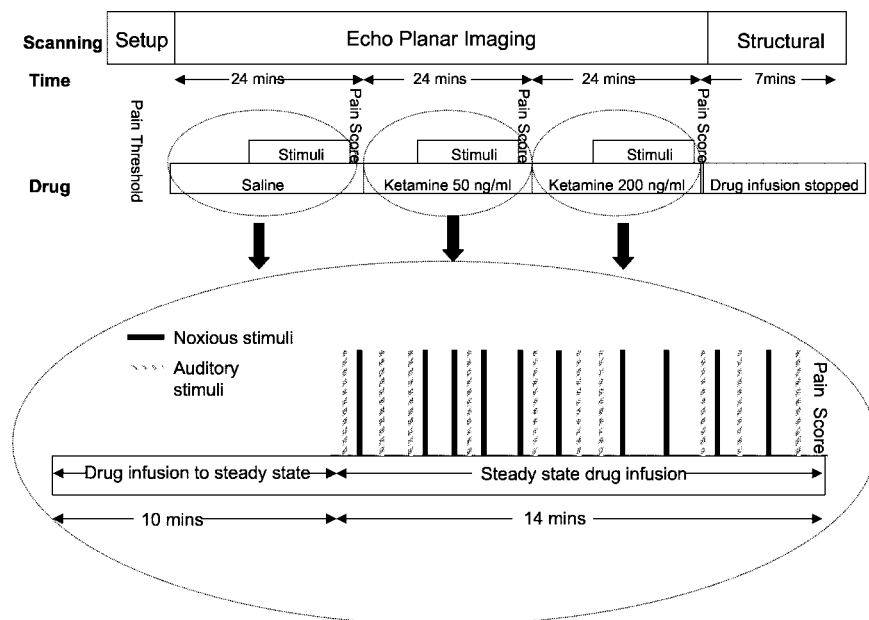 Scanning Setup Echo Planar Imaging Structural
Time 24 mins 24 mins 24 mins 7mins
Pain Threshold
Pain Score
Pain Score
Pain Score
Stimuli Stimuli Stimuli
Drug Saline Ketamine 50 ng/ml Ketamine 200 ng/ml Drug infusion stopped
Noxious stimuli
Auditory
stimuli
Pain Score
Drug infusion to steady state Steady state drug infusion
10 mins 14 mins